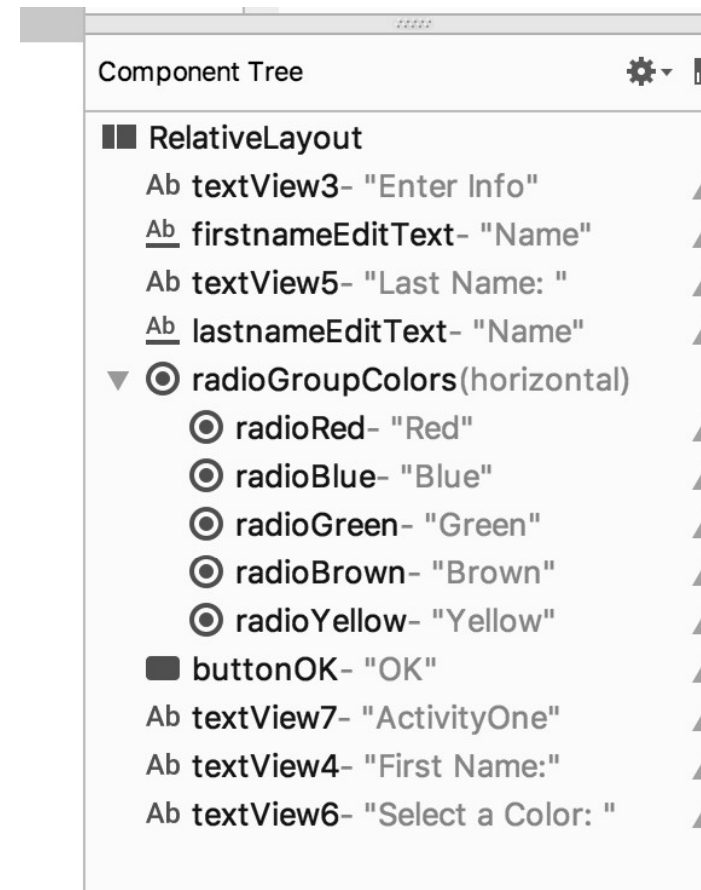 Component Tree
RelativeLayout
Ab textView3- "Enter Info"
Ab firstnameEditText- "Name"
Ab textView5- "Last Name: "
Ab lastnameEditText- "Name"
radioGroupColors(horizontal)
radioRed- "Red"
radioBlue- "Blue"
radioGreen- "Green"
radioBrown- "Brown"
radioYellow- "Yellow"
buttonOK- "OK"
Ab textView7- "ActivityOne"
Ab textView4- "First Name:"
Ab textView6- "Select a Color: "